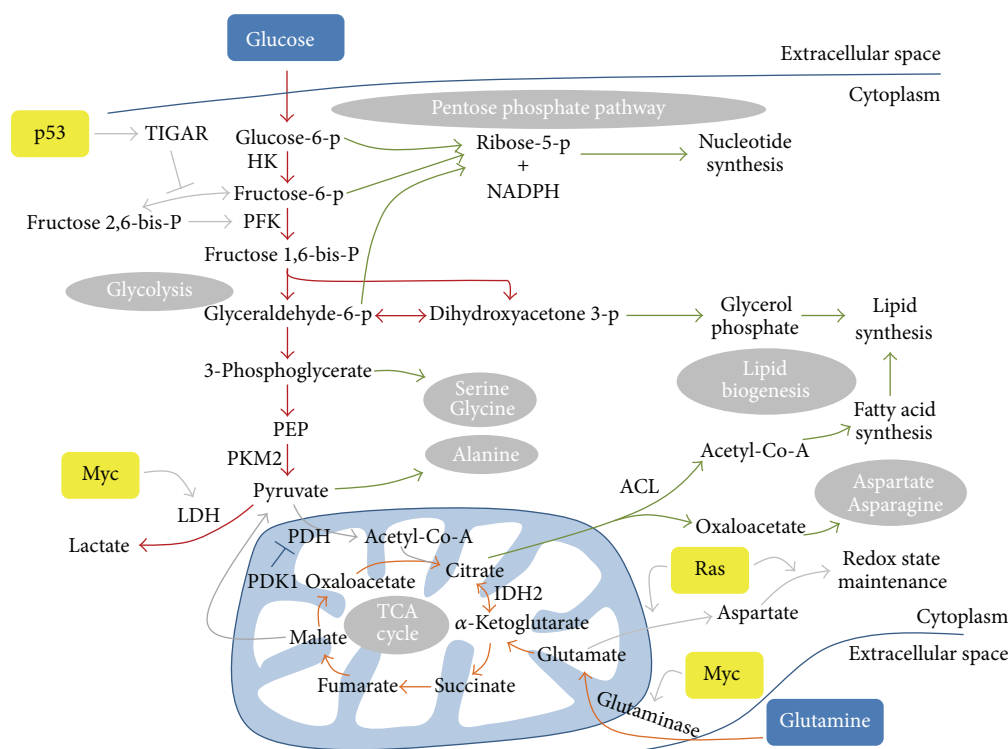 Glucose
Extracellular space
Cytoplasm
Pentose phosphate pathway
p53
TIGAR
Glucose-6-p
HK
Ribose-5-p
+
NADPH
Nucleotide
synthesis
Fructose-6-p
Fructose 2,6-bis-P
PFK
Fructose 1,6-bis-P
Glycolysis
Glyceraldehyde-6-p
Dihydroxyacetone 3-p
Glycerol
phosphate
Lipid
synthesis
3-Phosphoglycerate
Serine
Glycine
Lipid
biogenesis
Fatty acid
synthesis
PEP
PKM2
Alanine
Acetyl-Co-A
Myc
LDH
Pyruvate
ACL
Aspartate
Asparagine
Lactate
PDH
Acetyl-Co-A
Oxaloacetate
PDK1
Oxaloacetate
Citrate
IDH2
Ras
Redox state
maintenance
TCA
cycle
α-Ketoglutarate
Aspartate
Malate
Glutamate
Cytoplasm
Extracellular space
Fumarate
Succinate
Myc
Glutaminase
Glutamine